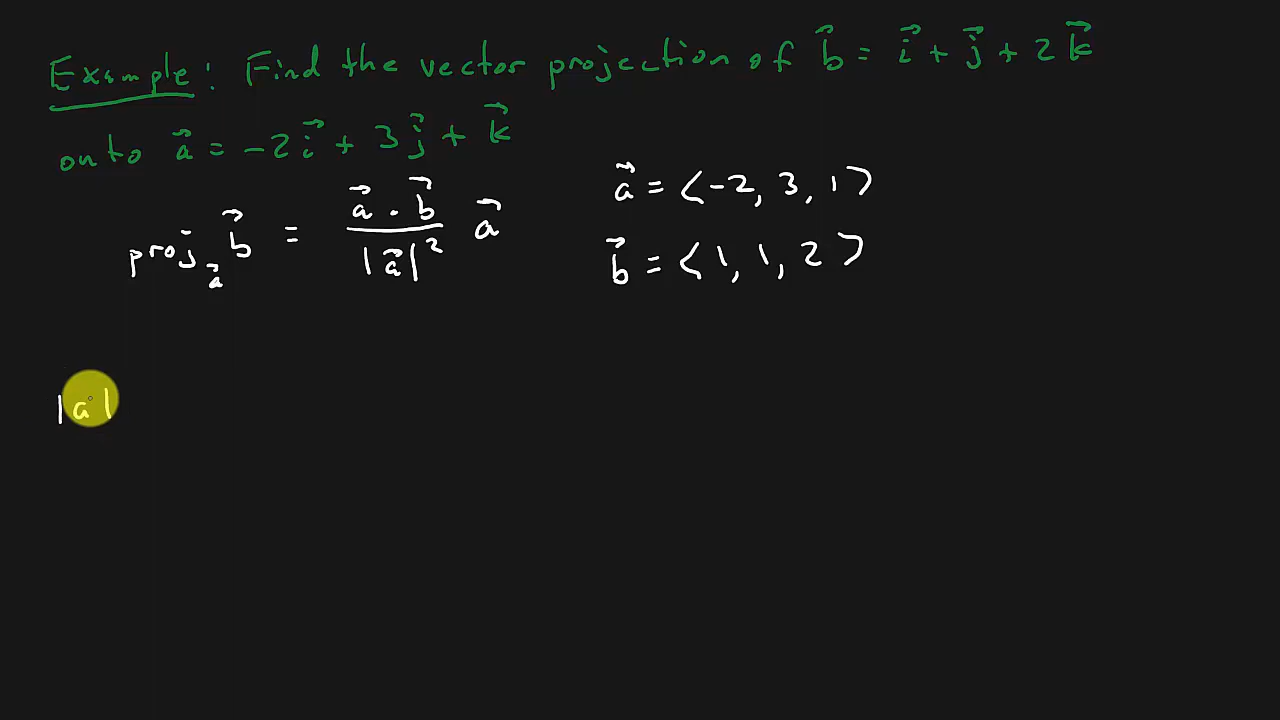 Example: Find the vector projection of b⃗ = i⃗ + j⃗ + 2k⃗
onto a⃗ = -2i⃗ + 3j⃗ + k⃗
proj_a⃗ b⃗ = (a⃗ · b⃗)/|a⃗|² a⃗
a⃗ = ⟨-2, 3, 1⟩
b⃗ = ⟨1, 1, 2⟩
|a|